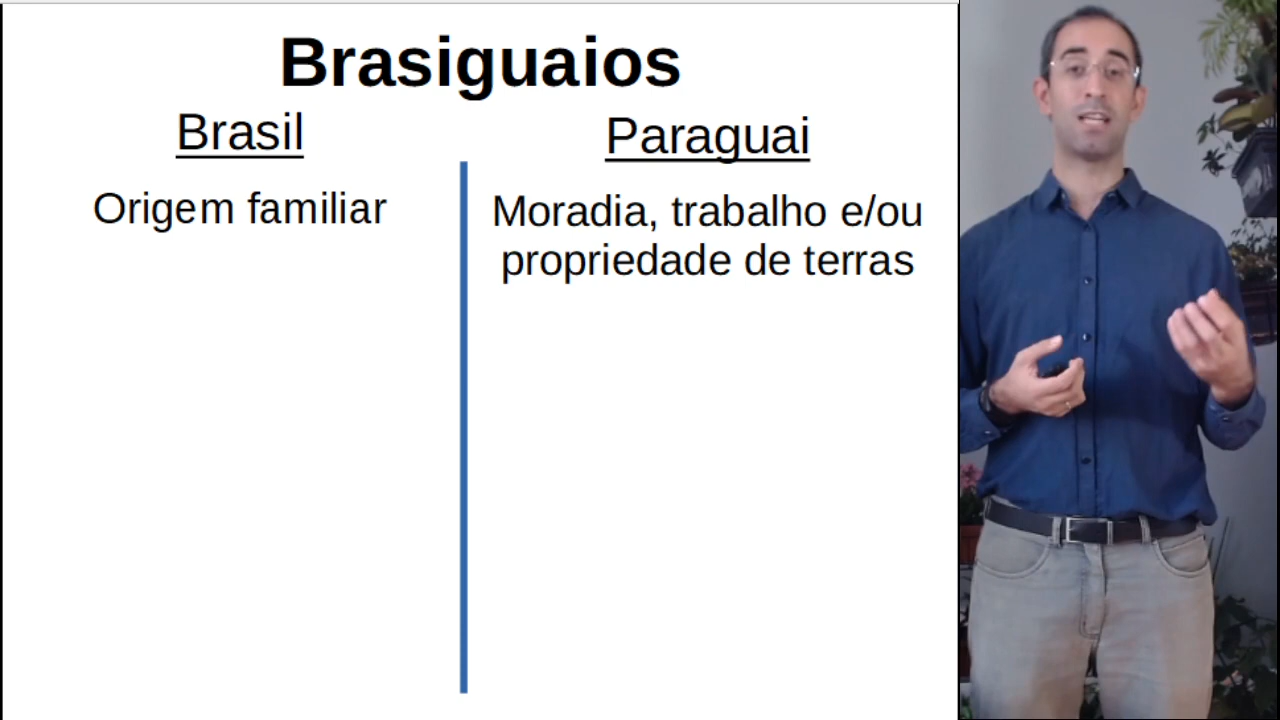 Brasiguaios
Brasil
Origem familiar
Paraguai
Moradia, trabalho e/ou
propriedade de terras